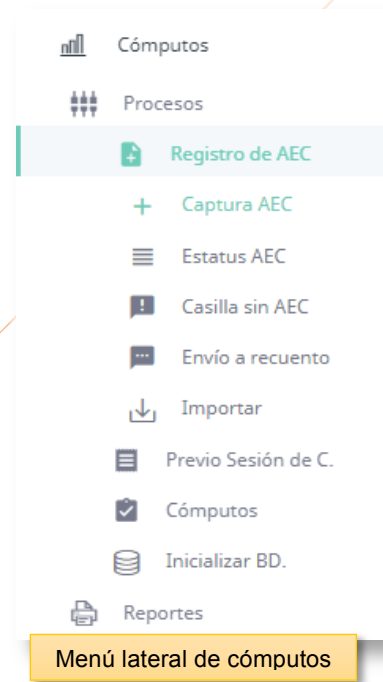 Cómputos
Procesos
Registro de AEC
Captura AEC
Estatus AEC
Casilla sin AEC
Envío a recuento
Importar
Previo Sesión de C.
Cómputos
Inicializar BD.
Reportes
Menú lateral de cómputos